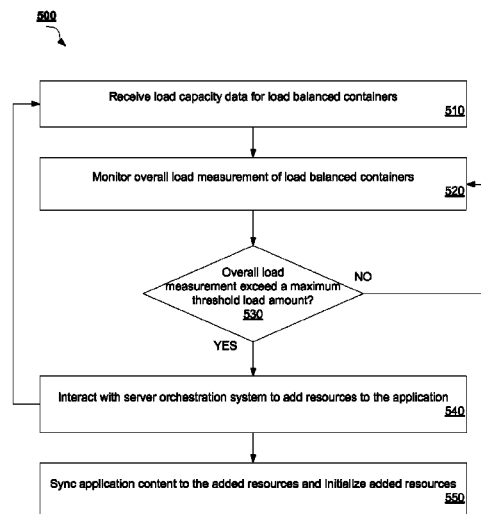 500
Receive load capacity data for load balanced containers
510
Monitor overall load measurement of load balanced containers
520
Overall load
measurement exceed a maximum
threshold load amount?
530
NO
YES
Interact with server orchestration system to add resources to the application
540
Sync application content to the added resources and initialize added resources
550